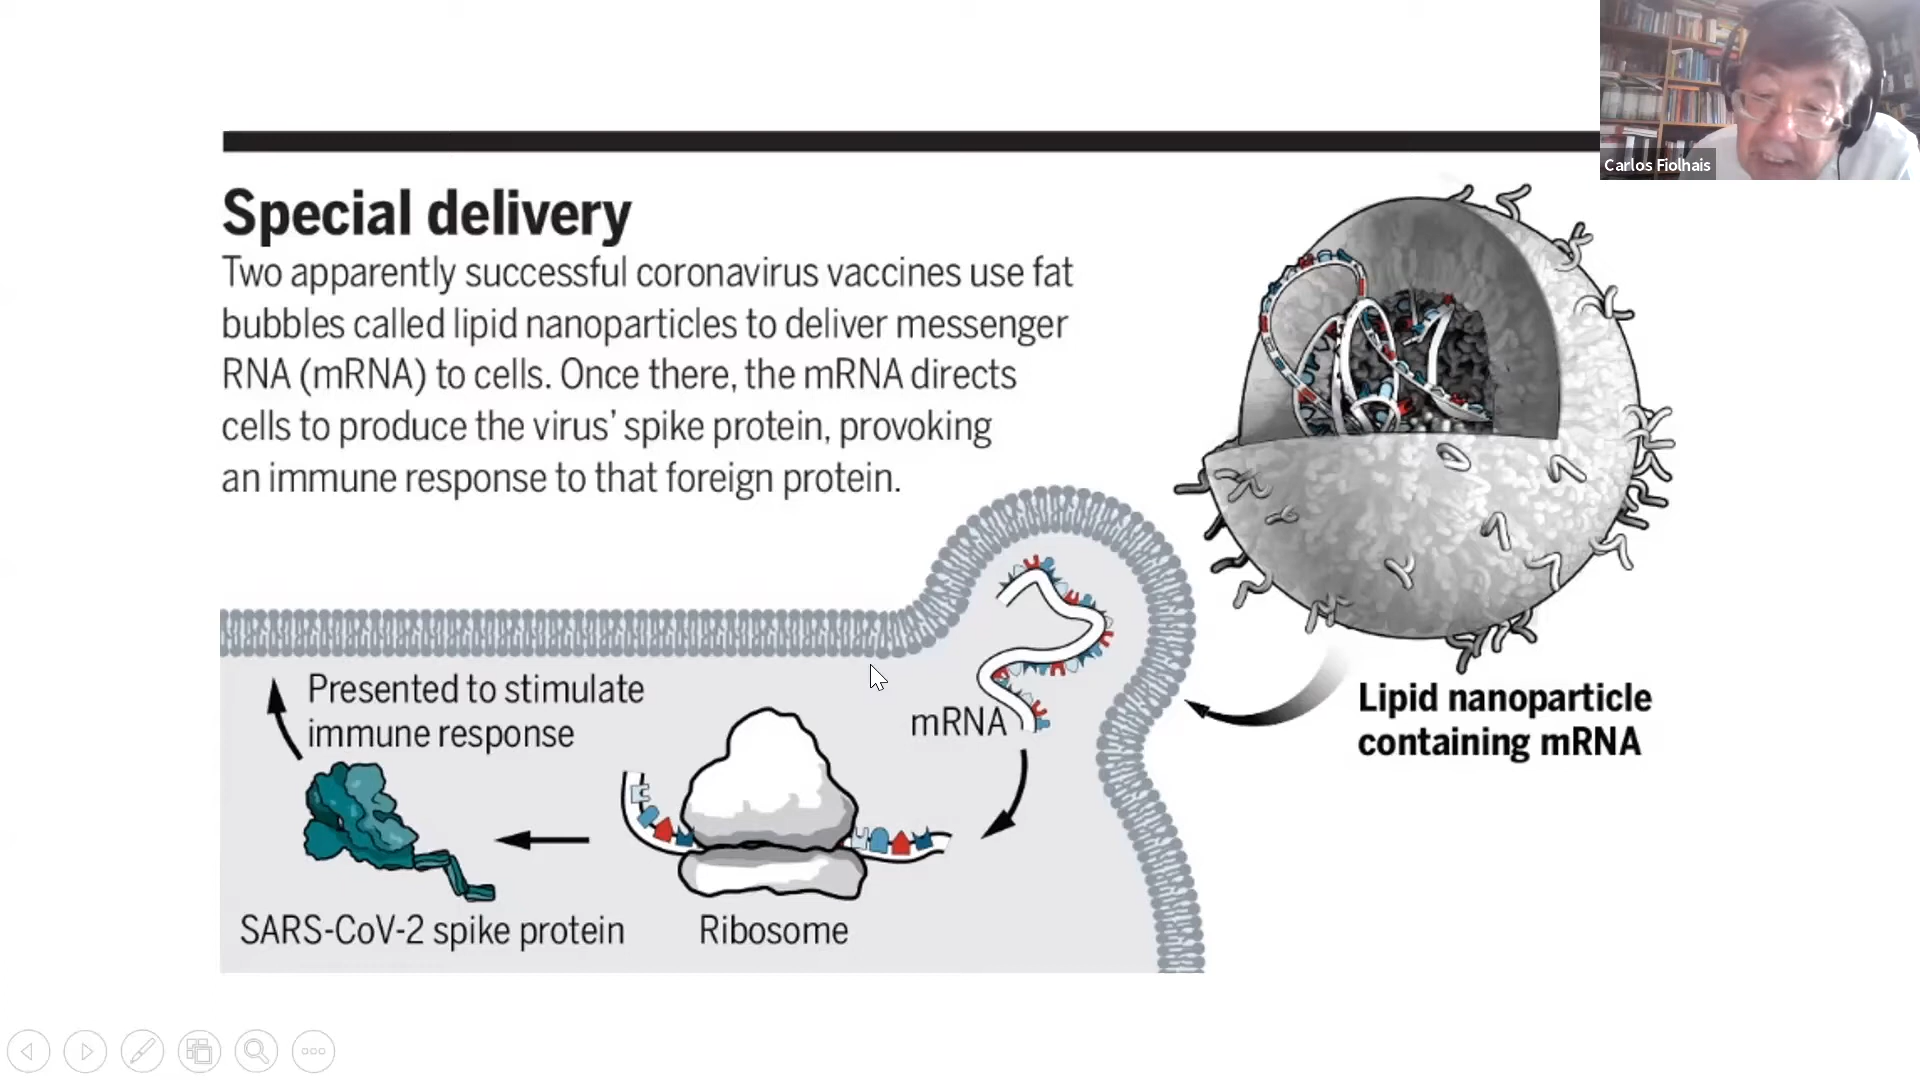 Carlos Fiolhais
Special delivery
Two apparently successful coronavirus vaccines use fat
bubbles called lipid nanoparticles to deliver messenger
RNA (mRNA) to cells. Once there, the mRNA directs
cells to produce the virus’ spike protein, provoking
an immune response to that foreign protein.
Lipid nanoparticle
containing mRNA
mRNA
Presented to stimulate
immune response
SARS-CoV-2 spike protein
Ribosome